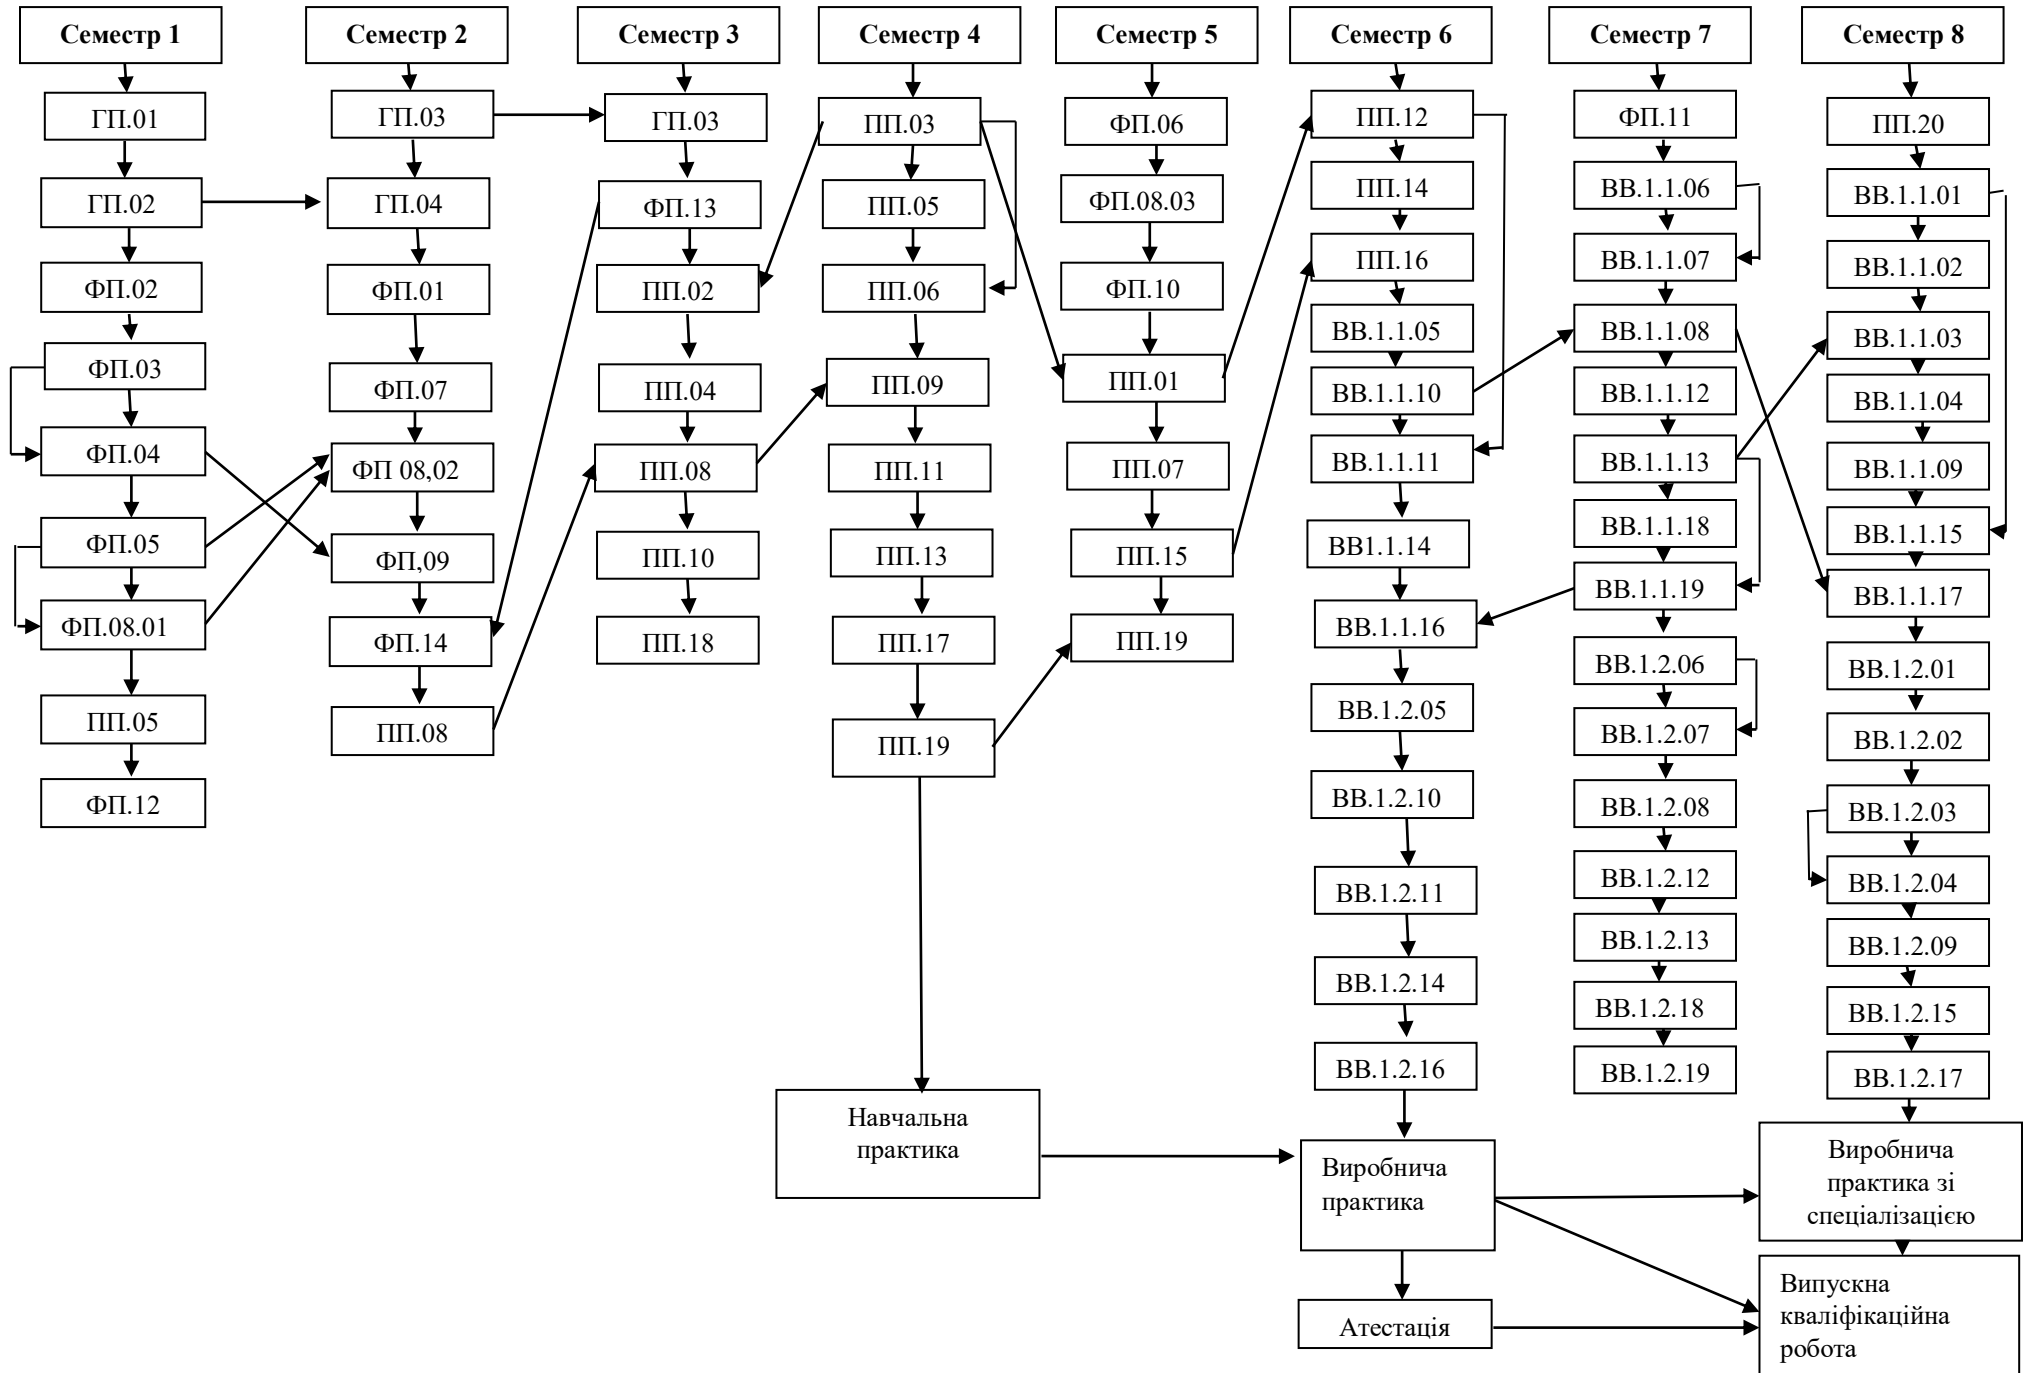 Семестр 1
Семестр 2
Семестр 3
Семестр 4
Семестр 5
Семестр 6
Семестр 7
Семестр 8
ГП.01
ГП.02
ФП.02
ФП.03
ФП.04
ФП.05
ФП.08.01
ПП.05
ФП.12
ГП.03
ГП.04
ФП.01
ФП.07
ФП 08,02
ФП,09
ФП.14
ПП.08
ГП.03
ФП.13
ПП.02
ПП.04
ПП.08
ПП.10
ПП.18
ПП.03
ПП.05
ПП.06
ПП.09
ПП.11
ПП.13
ПП.17
ПП.19
Навчальна
практика
ФП.06
ФП.08.03
ФП.10
ПП.01
ПП.07
ПП.15
ПП.19
ПП.12
ПП.14
ПП.16
ВВ.1.1.05
ВВ.1.1.10
ВВ.1.1.11
ВВ1.1.14
ВВ.1.1.16
ВВ.1.2.05
ВВ.1.2.10
ВВ.1.2.11
ВВ.1.2.14
ВВ.1.2.16
Виробнича
практика
Атестація
ФП.11
ВВ.1.1.06
ВВ.1.1.07
ВВ.1.1.08
ВВ.1.1.12
ВВ.1.1.13
ВВ.1.1.18
ВВ.1.1.19
ВВ.1.2.06
ВВ.1.2.07
ВВ.1.2.08
ВВ.1.2.12
ВВ.1.2.13
ВВ.1.2.18
ВВ.1.2.19
ПП.20
ВВ.1.1.01
ВВ.1.1.02
ВВ.1.1.03
ВВ.1.1.04
ВВ.1.1.09
ВВ.1.1.15
ВВ.1.1.17
ВВ.1.2.01
ВВ.1.2.02
ВВ.1.2.03
ВВ.1.2.04
ВВ.1.2.09
ВВ.1.2.15
ВВ.1.2.17
Виробнича
практика зі
спеціалізацією
Випускна
кваліфікаційна
робота